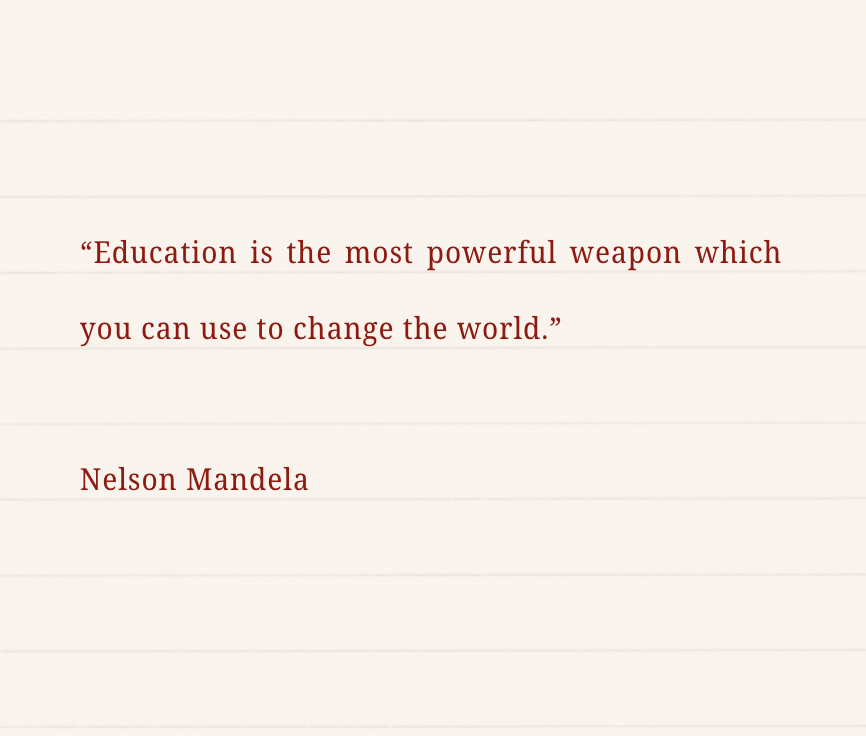 “Education is the most powerful weapon which
you can use to change the world.”
Nelson Mandela